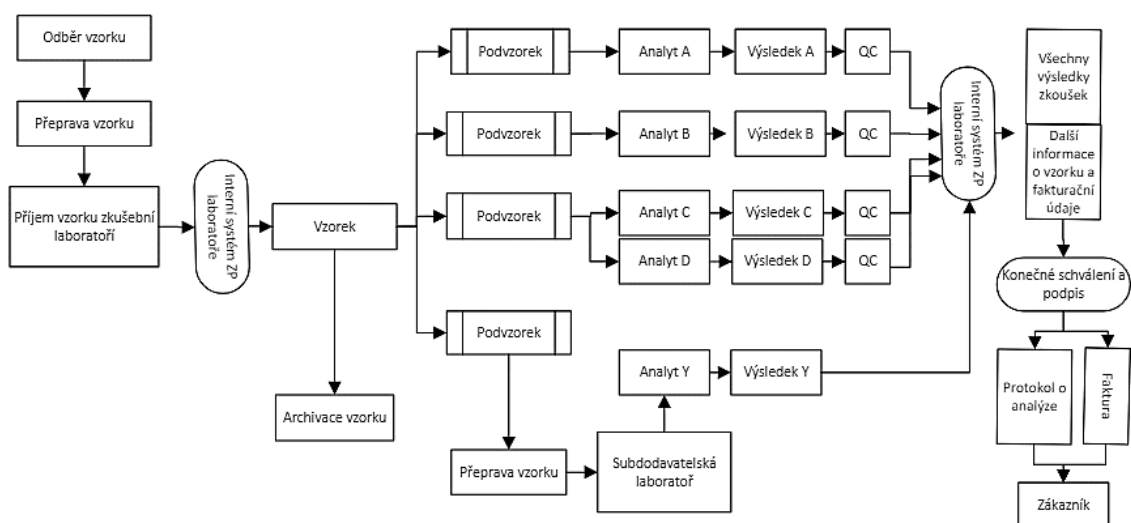 Odběr vzorku
Přeprava vzorku
Příjem vzorku zkušební
laboratoří
Interní systém ZP
laboratoře
Vzorek
Archivace vzorku
Podvzorek
Analyt A
Výsledek A
QC
Podvzorek
Analyt B
Výsledek B
QC
Podvzorek
Analyt C
Výsledek C
QC
Analyt D
Výsledek D
QC
Podvzorek
Přeprava vzorku
Subdodavatelská
laboratoř
Analyt Y
Výsledek Y
Interní systém ZP
laboratoře
Všechny
výsledky
zkoušek
Další
informace
o vzorku a
fakturační
údaje
Konečné schválení a
podpis
Protokol o
analýze
Faktura
Zákazník